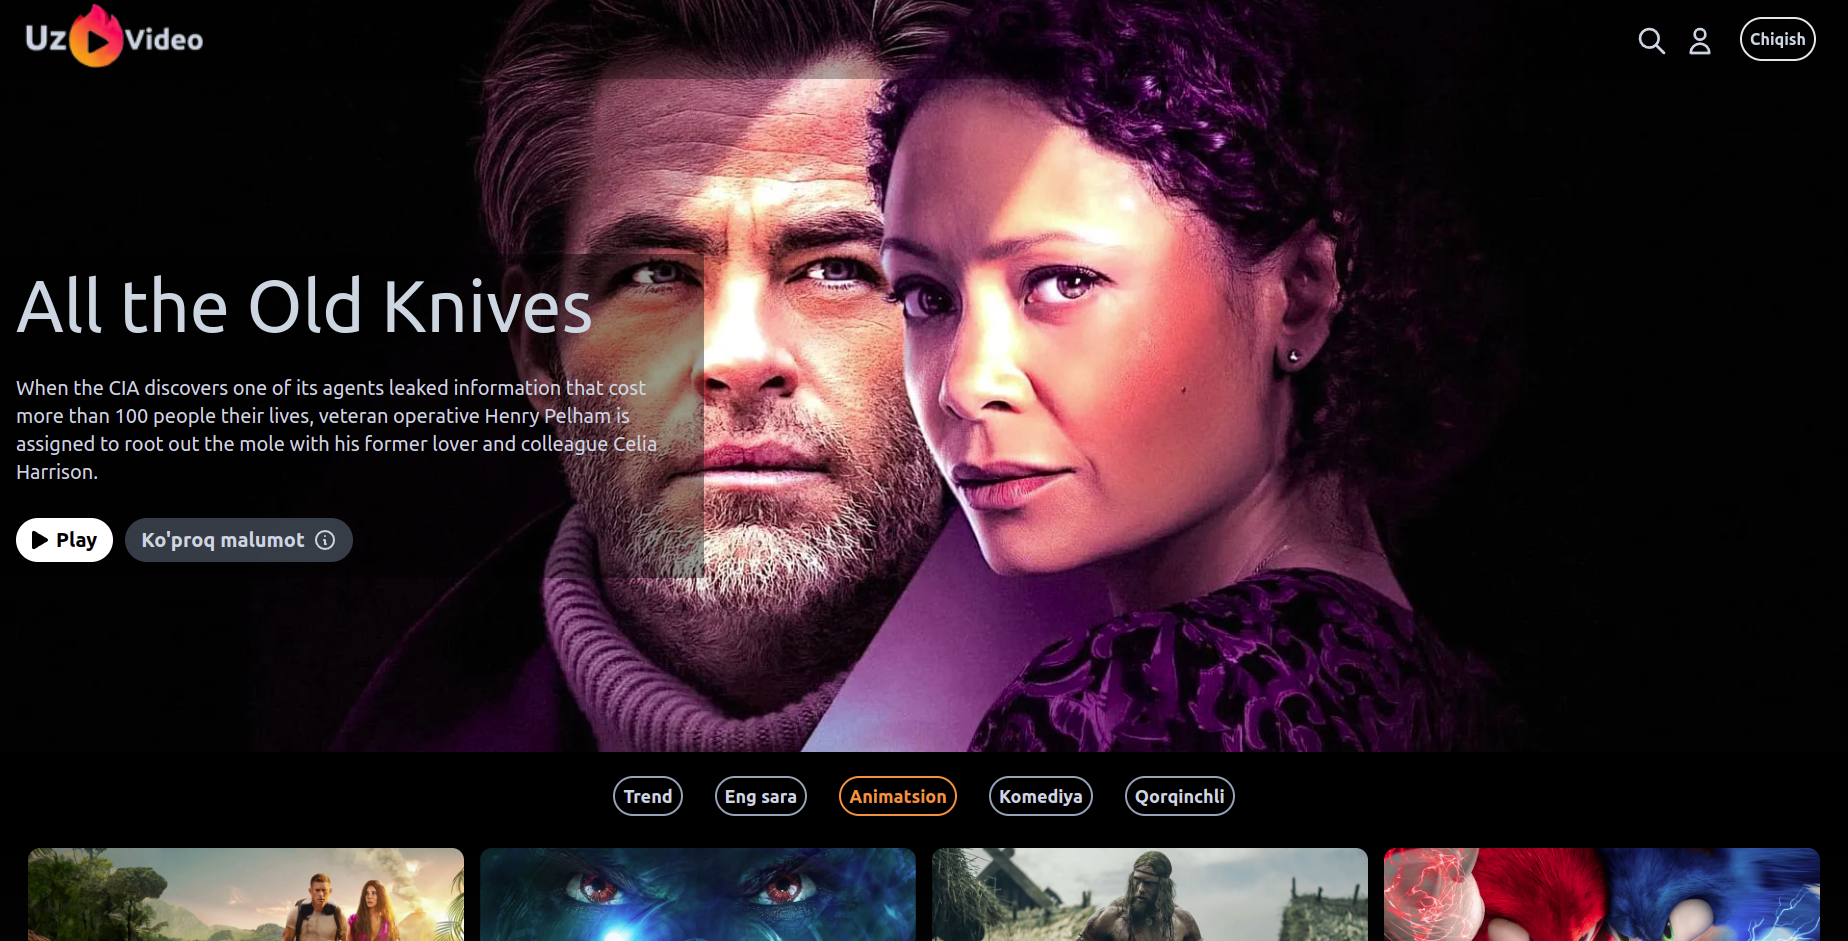 Uz Video
Chiqish
All the Old Knives
When the CIA discovers one of its agents leaked information that cost
more than 100 people their lives, veteran operative Henry Pelham is
assigned to root out the mole with his former lover and colleague Celia
Harrison.
Play
Ko'proq malumot
Trend
Eng sara
Animatsion
Komediya
Qorqinchli